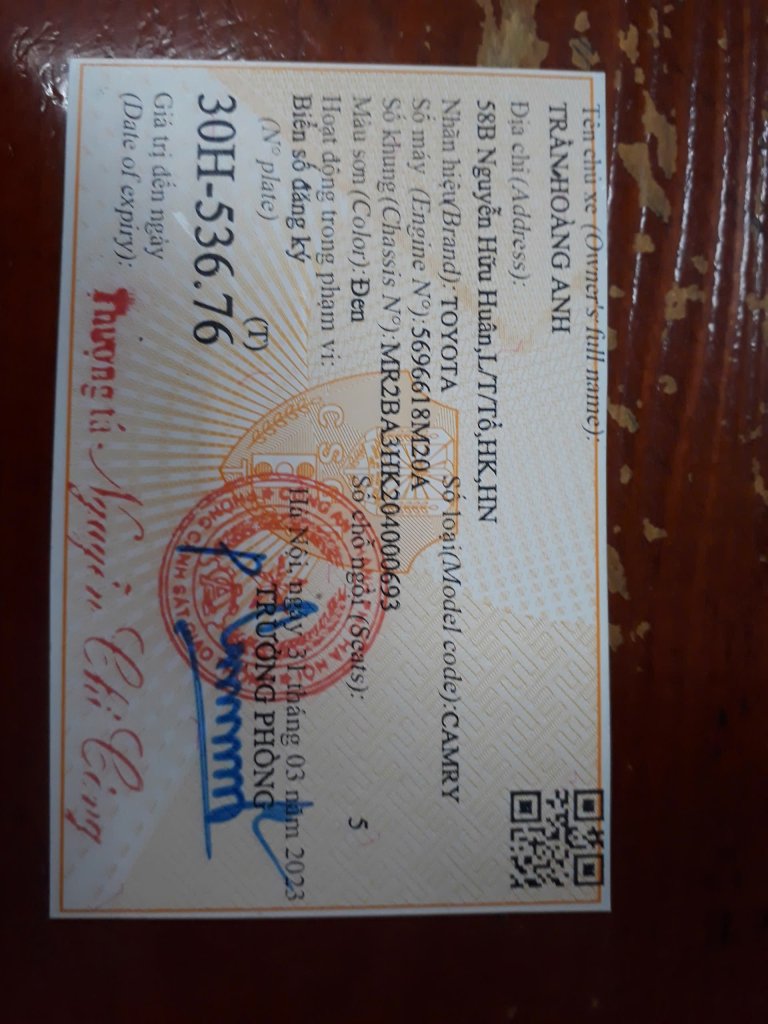 Tên chủ xe (Owner's full name):
TRẦN HOÀNG ANH
Địa chỉ (Address):
58B Nguyễn Hữu Huân,L/T/Tổ,HK,HN
Nhãn hiệu(Brand): TOYOTA Số loại(Model code):CAMRY
Số máy (Engine N°):5696618M20A
Số khung(Chassis N°):MR2BA3HK204000693
Màu sơn (Color): Đen Số chỗ ngồi (Seats): 5
Hoạt động trong phạm vi:
Biển số đăng ký Hà Nội, ngày 31 tháng 03 năm 2023
(N° plate) (T) TRƯỞNG PHÒNG
30H-536.76
Giá trị đến ngày
(Date of expiry):
Thượng tá. Nguyễn Chí Công